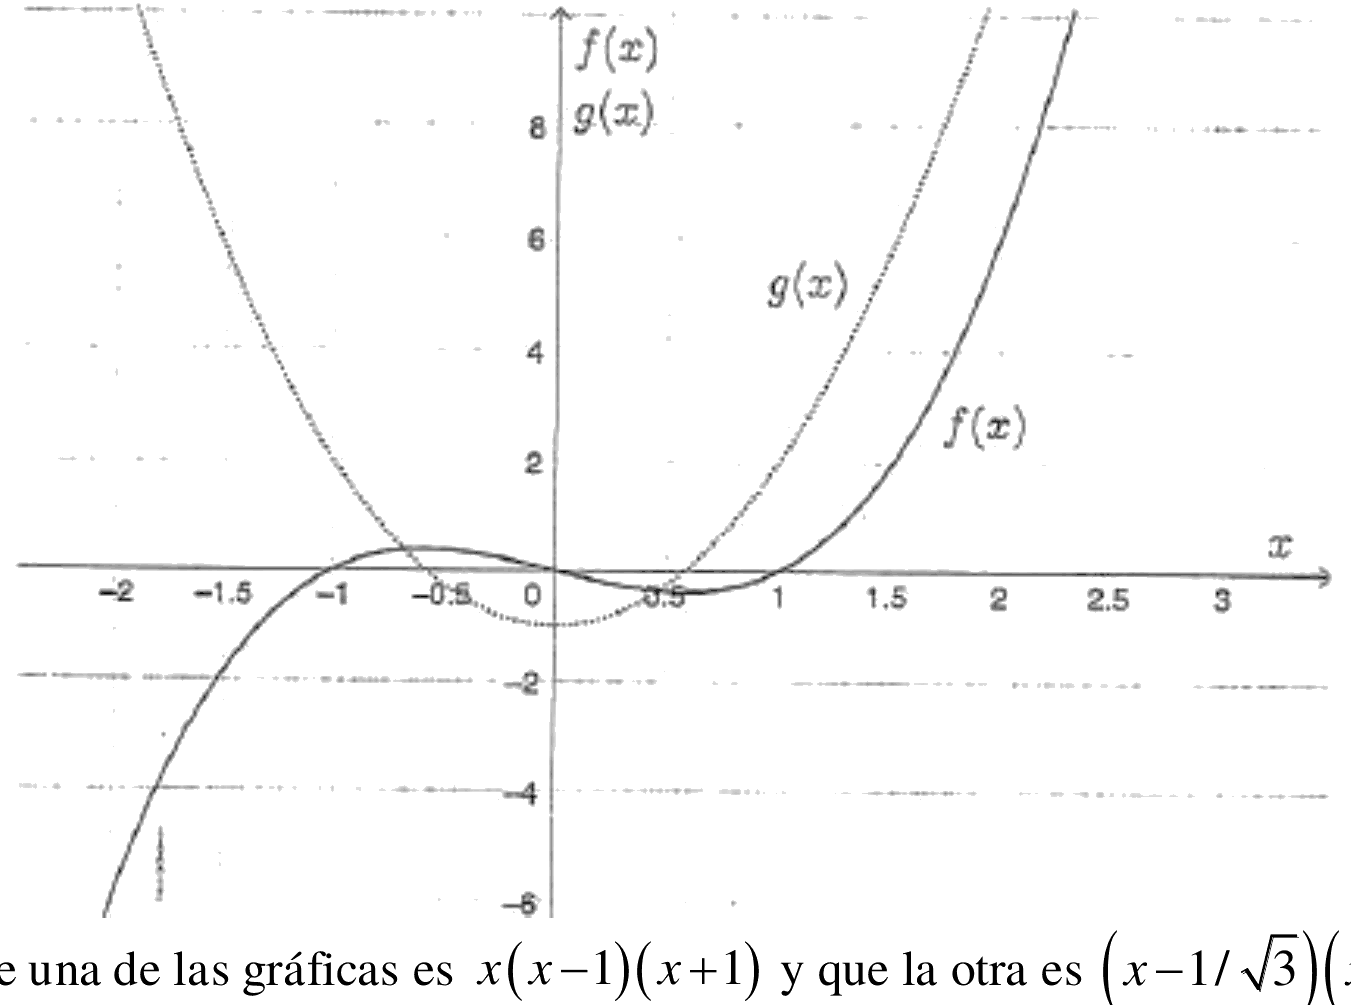 f(x)
g(x)
8
6
g(x)
4
f(x)
2
x
-2 -1.5 -1 -0.5 0 0.5 1 1.5 2 2.5 3
-2
-4
-6
e una de las gráficas es x(x−1)(x+1) y que la otra es (x−1/√3)(